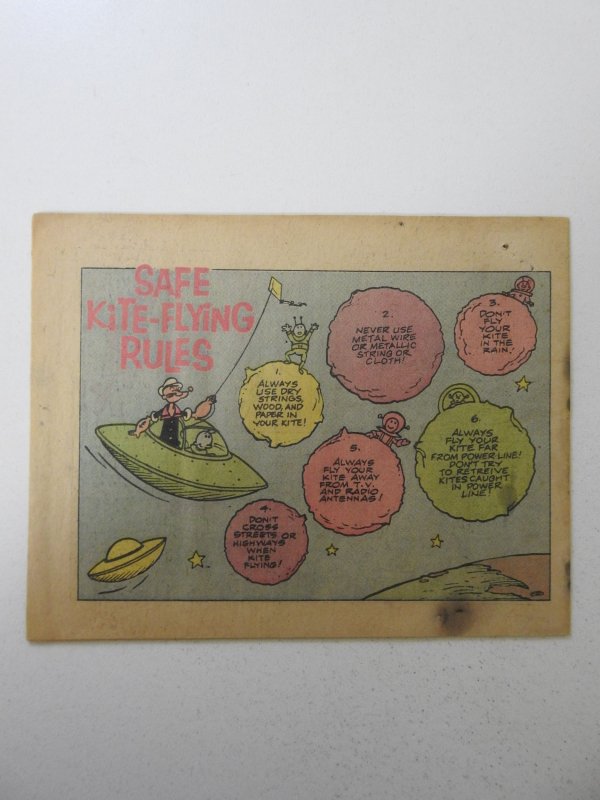 SAFE
KITE-FLYING
RULES
1.
ALWAYS
USE DRY
STRINGS,
WOOD, AND
PAPER IN
YOUR KITE!
2.
NEVER USE
METAL WIRE
OR METALLIC
STRING OR
CLOTH!
3.
DON'T
FLY
YOUR
KITE
IN THE
RAIN!
4.
DON'T
CROSS
STREETS OR
HIGHWAYS
WHEN
KITE
FLYING!
5.
ALWAYS
FLY YOUR
KITE AWAY
FROM T.V.
AND RADIO
ANTENNAS!
6.
ALWAYS
FLY YOUR
KITE FAR
FROM POWER LINE!
DON'T TRY
TO RETREIVE
KITES CAUGHT
IN POWER
LINE!